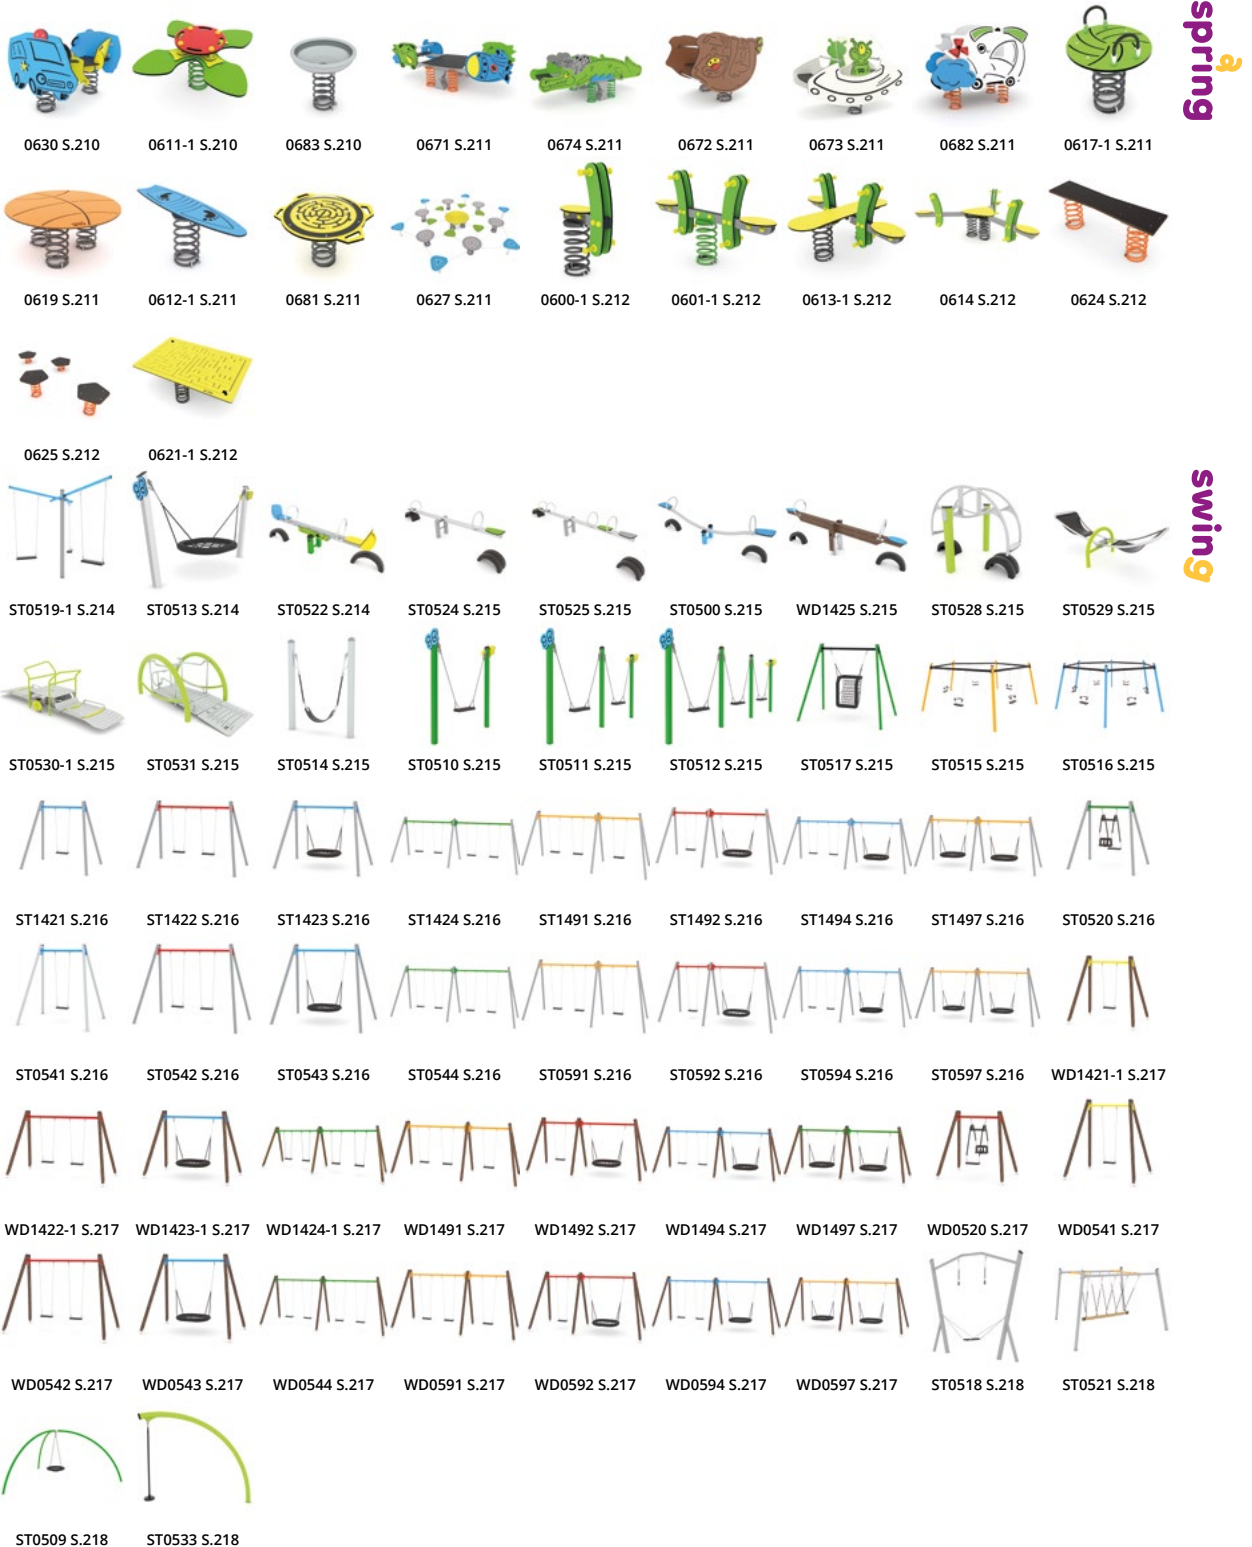 spring a
0630 S.210 0611-1 S.210 0683 S.210 0671 S.211 0674 S.211 0672 S.211 0673 S.211 0682 S.211 0617-1 S.211
0619 S.211 0612-1 S.211 0681 S.211 0627 S.211 0600-1 S.212 0601-1 S.212 0613-1 S.212 0614 S.212 0624 S.212
0625 S.212 0621-1 S.212
swing
ST0519-1 S.214 ST0513 S.214 ST0522 S.214 ST0524 S.215 ST0525 S.215 ST0500 S.215 WD1425 S.215 ST0528 S.215 ST0529 S.215
ST0530-1 S.215 ST0531 S.215 ST0514 S.215 ST0510 S.215 ST0511 S.215 ST0512 S.215 ST0517 S.215 ST0515 S.215 ST0516 S.215
ST1421 S.216 ST1422 S.216 ST1423 S.216 ST1424 S.216 ST1491 S.216 ST1492 S.216 ST1494 S.216 ST1497 S.216 ST0520 S.216
ST0541 S.216 ST0542 S.216 ST0543 S.216 ST0544 S.216 ST0591 S.216 ST0592 S.216 ST0594 S.216 ST0597 S.216 WD1421-1 S.217
WD1422-1 S.217 WD1423-1 S.217 WD1424-1 S.217 WD1491 S.217 WD1492 S.217 WD1494 S.217 WD1497 S.217 WD0520 S.217 WD0541 S.217
WD0542 S.217 WD0543 S.217 WD0544 S.217 WD0591 S.217 WD0592 S.217 WD0594 S.217 WD0597 S.217 ST0518 S.218 ST0521 S.218
ST0509 S.218 ST0533 S.218